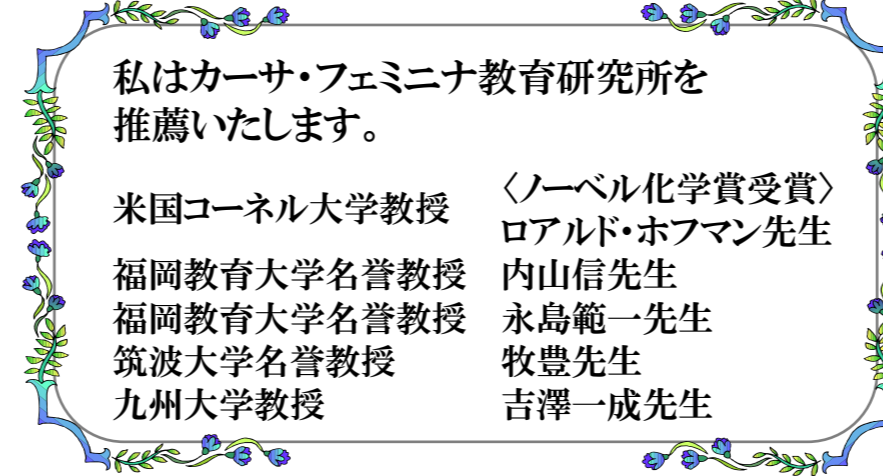 私はカーサ・フェミニナ教育研究所を
推薦いたします。
米国コーネル大学教授 〈ノーベル化学賞受賞〉
ロアルド・ホフマン先生
福岡教育大学名誉教授 内山信先生
福岡教育大学名誉教授 永島範一先生
筑波大学名誉教授 牧豊先生
九州大学教授 吉澤一成先生